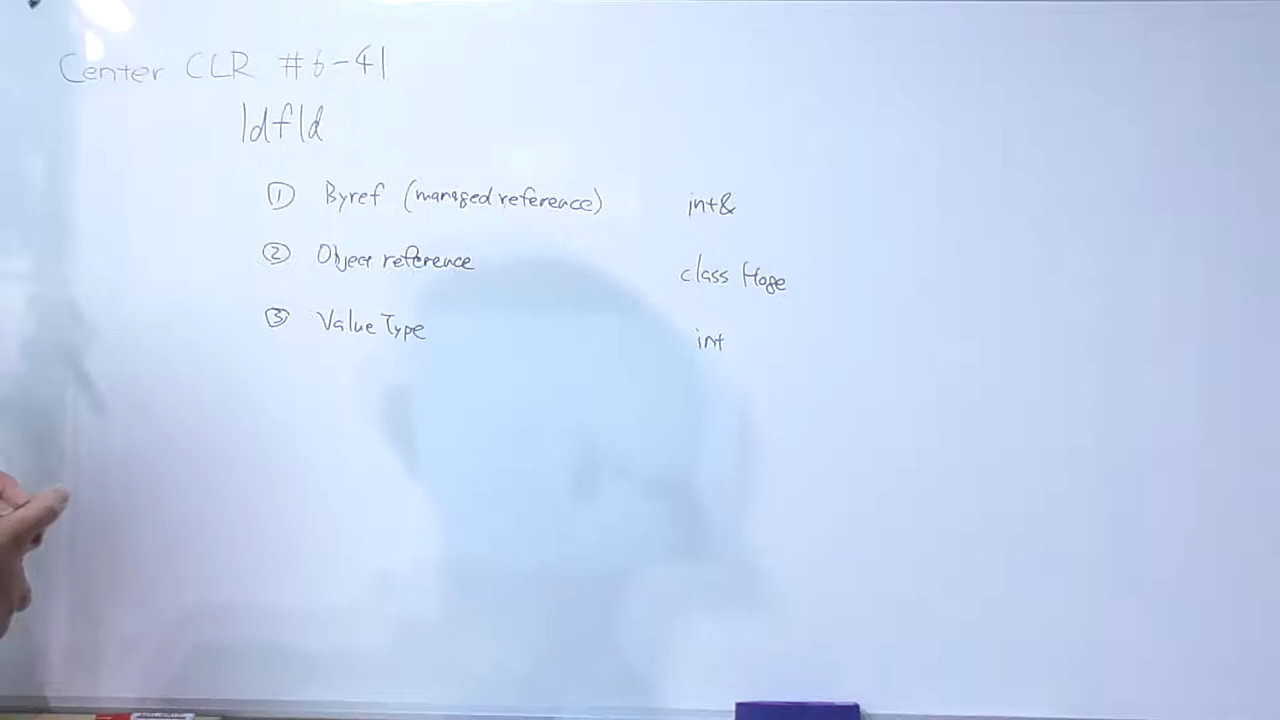 Center CLR #6-41
ldfld
① Byref (managed reference) int&
② Object reference class Hoge
③ Value Type int